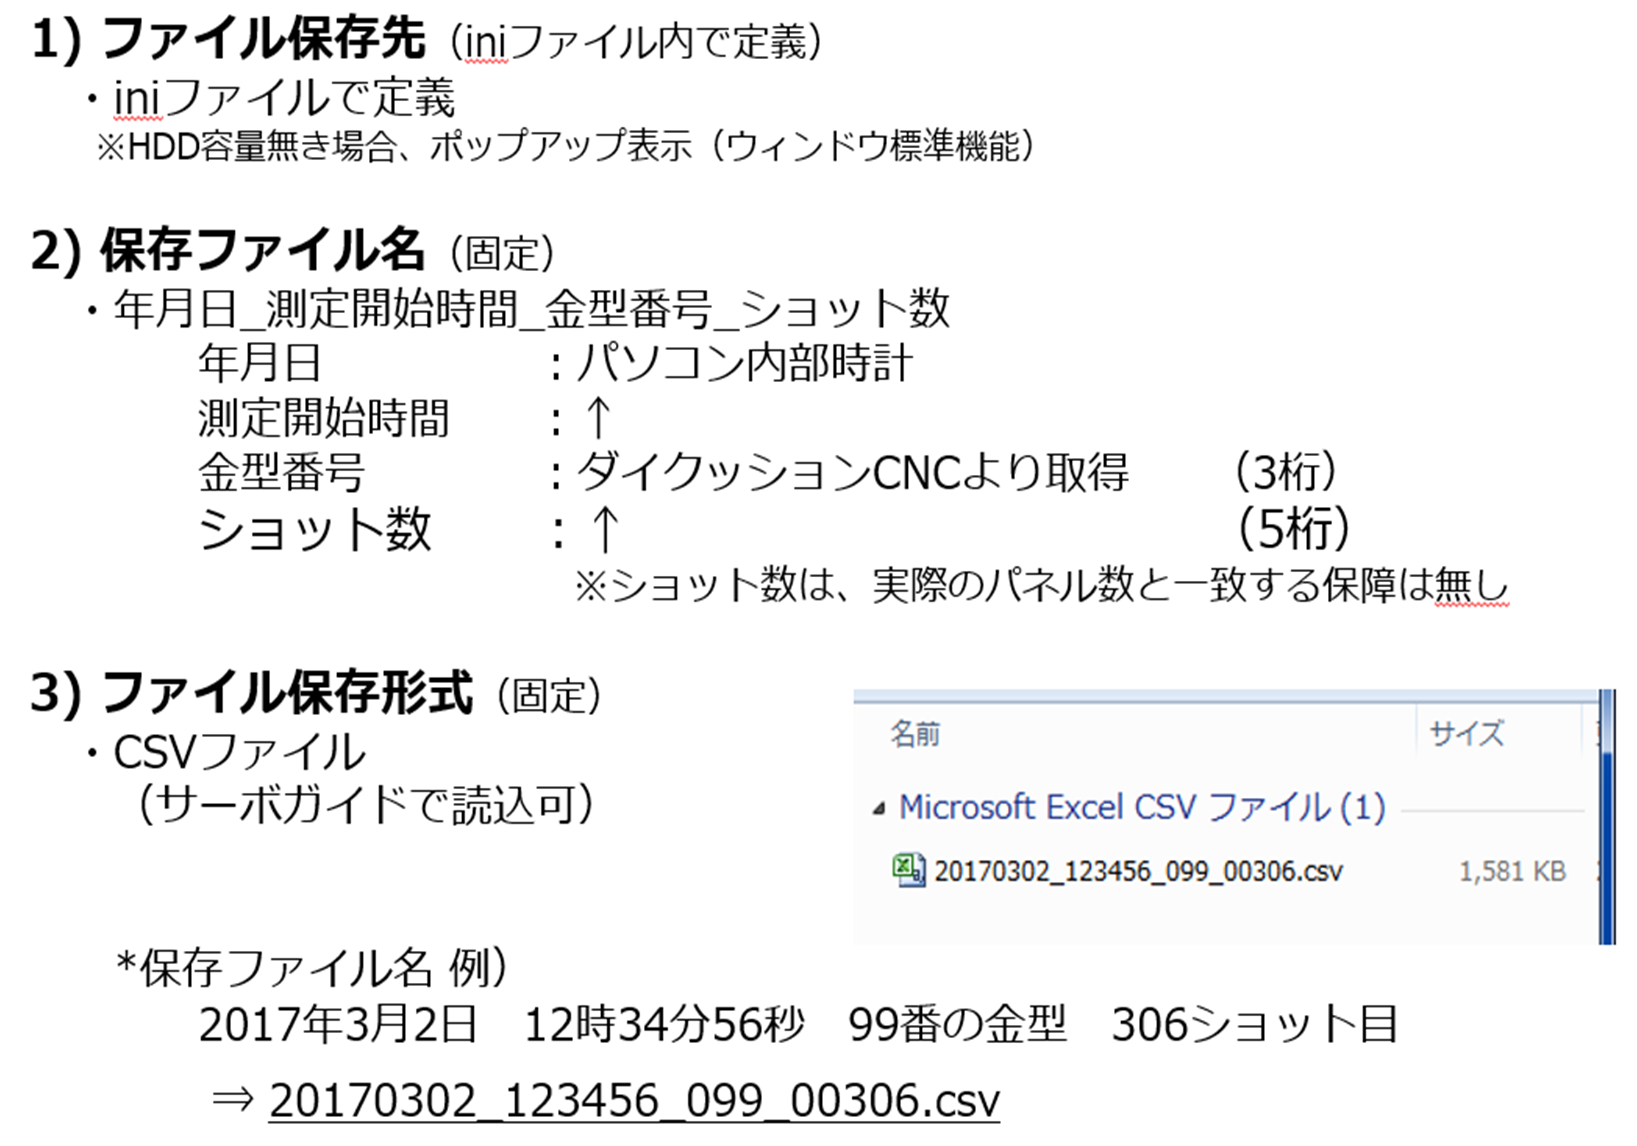 1) ファイル保存先（iniファイル内で定義）
・iniファイルで定義
※HDD容量無き場合、ポップアップ表示（ウィンドウ標準機能）
2) 保存ファイル名（固定）
・年月日_測定開始時間_金型番号_ショット数
年月日 ：パソコン内部時計
測定開始時間 ：↑
金型番号 ：ダイクッションCNCより取得 （3桁）
ショット数 ：↑ （5桁）
※ショット数は、実際のパネル数と一致する保障は無し
3) ファイル保存形式（固定）
・CSVファイル
（サーボガイドで読込可）
名前 サイズ
Microsoft Excel CSV ファイル (1)
20170302_123456_099_00306.csv 1,581 KB
*保存ファイル名 例）
2017年3月2日 12時34分56秒 99番の金型 306ショット目
⇒ 20170302_123456_099_00306.csv